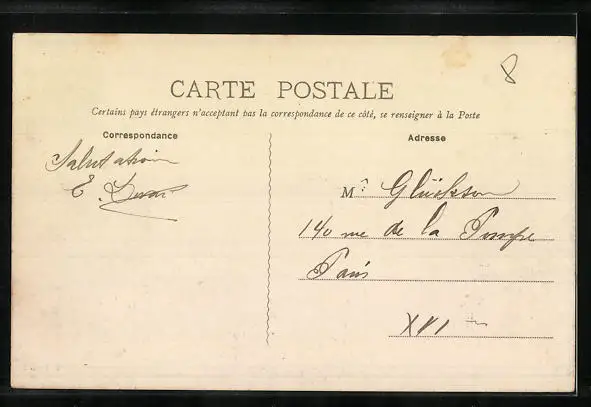 8
CARTE POSTALE
Certains pays étrangers n'acceptant pas la correspondance de ce côté, se renseigner à la Poste
Correspondance
Salutation
E.
Adresse
Mr: Glückson
140 rue de la Pompe
Paris
XVI